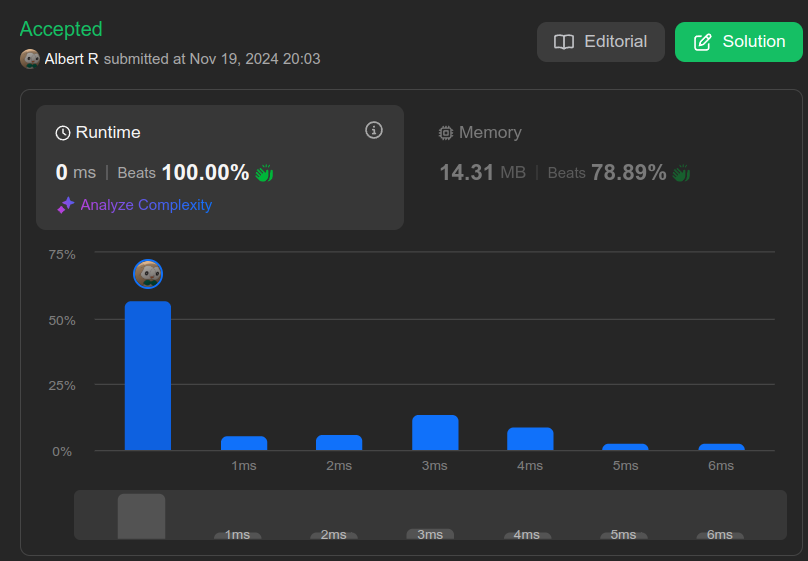 Accepted
Editorial
Solution
Albert R submitted at Nov 19, 2024 20:03
Runtime
Memory
0 ms | Beats 100.00%
14.31 MB | Beats 78.89%
Analyze Complexity
75%
50%
25%
0%
1ms 2ms 3ms 4ms 5ms 6ms
1ms 2ms 3ms 4ms 5ms 6ms